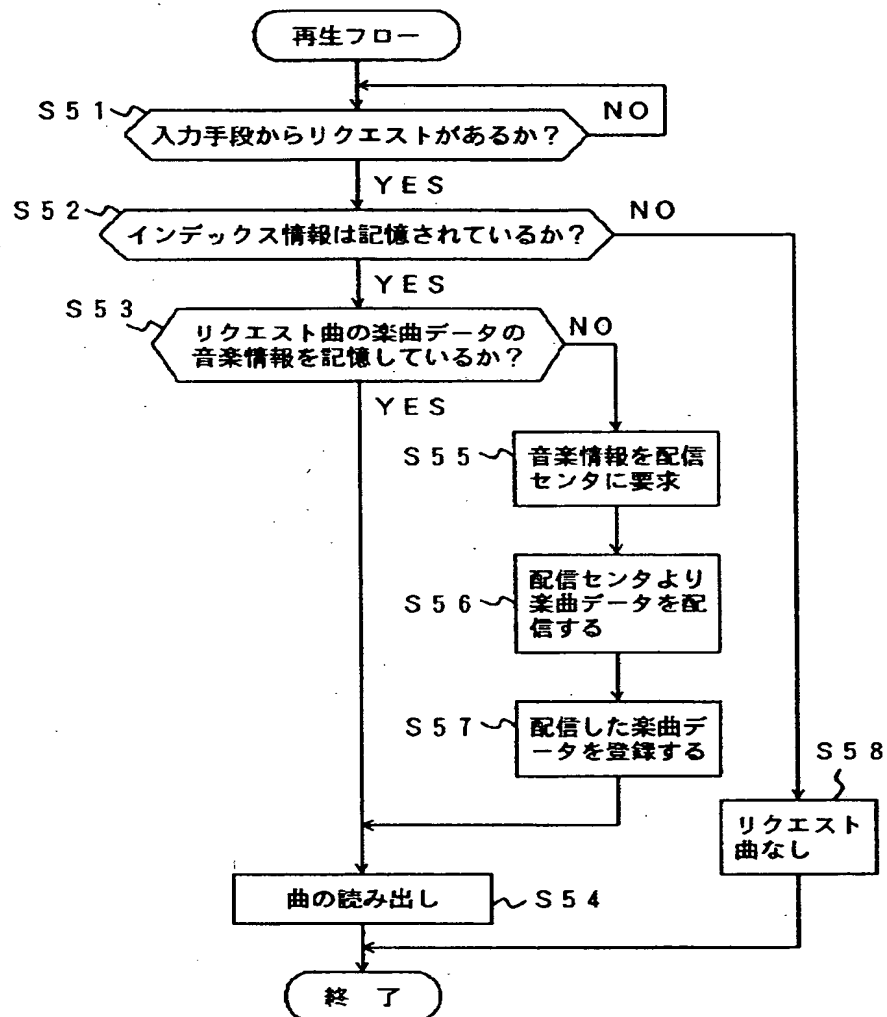 再生フロー
S51
入力手段からリクエストがあるか?
NO
YES
S52
インデックス情報は記憶されているか?
NO
YES
S53
リクエスト曲の楽曲データの
音楽情報を記憶しているか?
NO
YES
S55
音楽情報を配信
センタに要求
S56
配信センタより
楽曲データを配
信する
S57
配信した楽曲デ
ータを登録する
S58
リクエスト
曲なし
曲の読み出し
S54
終 了